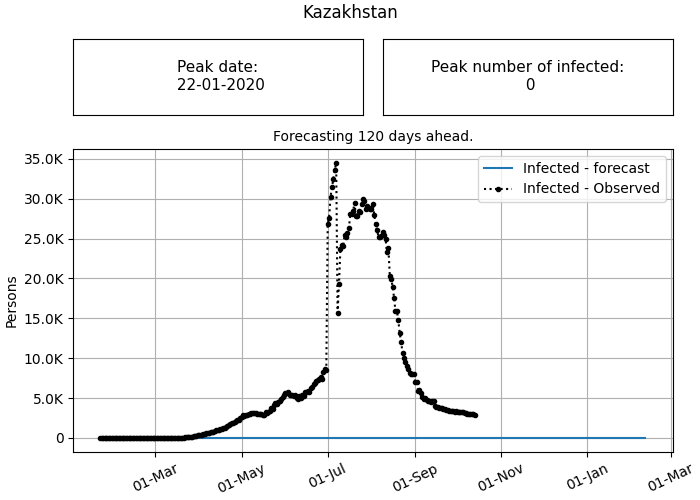 Kazakhstan
Peak date:
22-01-2020
Peak number of infected:
0
Forecasting 120 days ahead.
Infected - forecast
Infected - Observed
Persons
35.0K
30.0K
25.0K
20.0K
15.0K
10.0K
5.0K
0
01-Mar
01-May
01-Jul
01-Sep
01-Nov
01-Jan
01-Mar